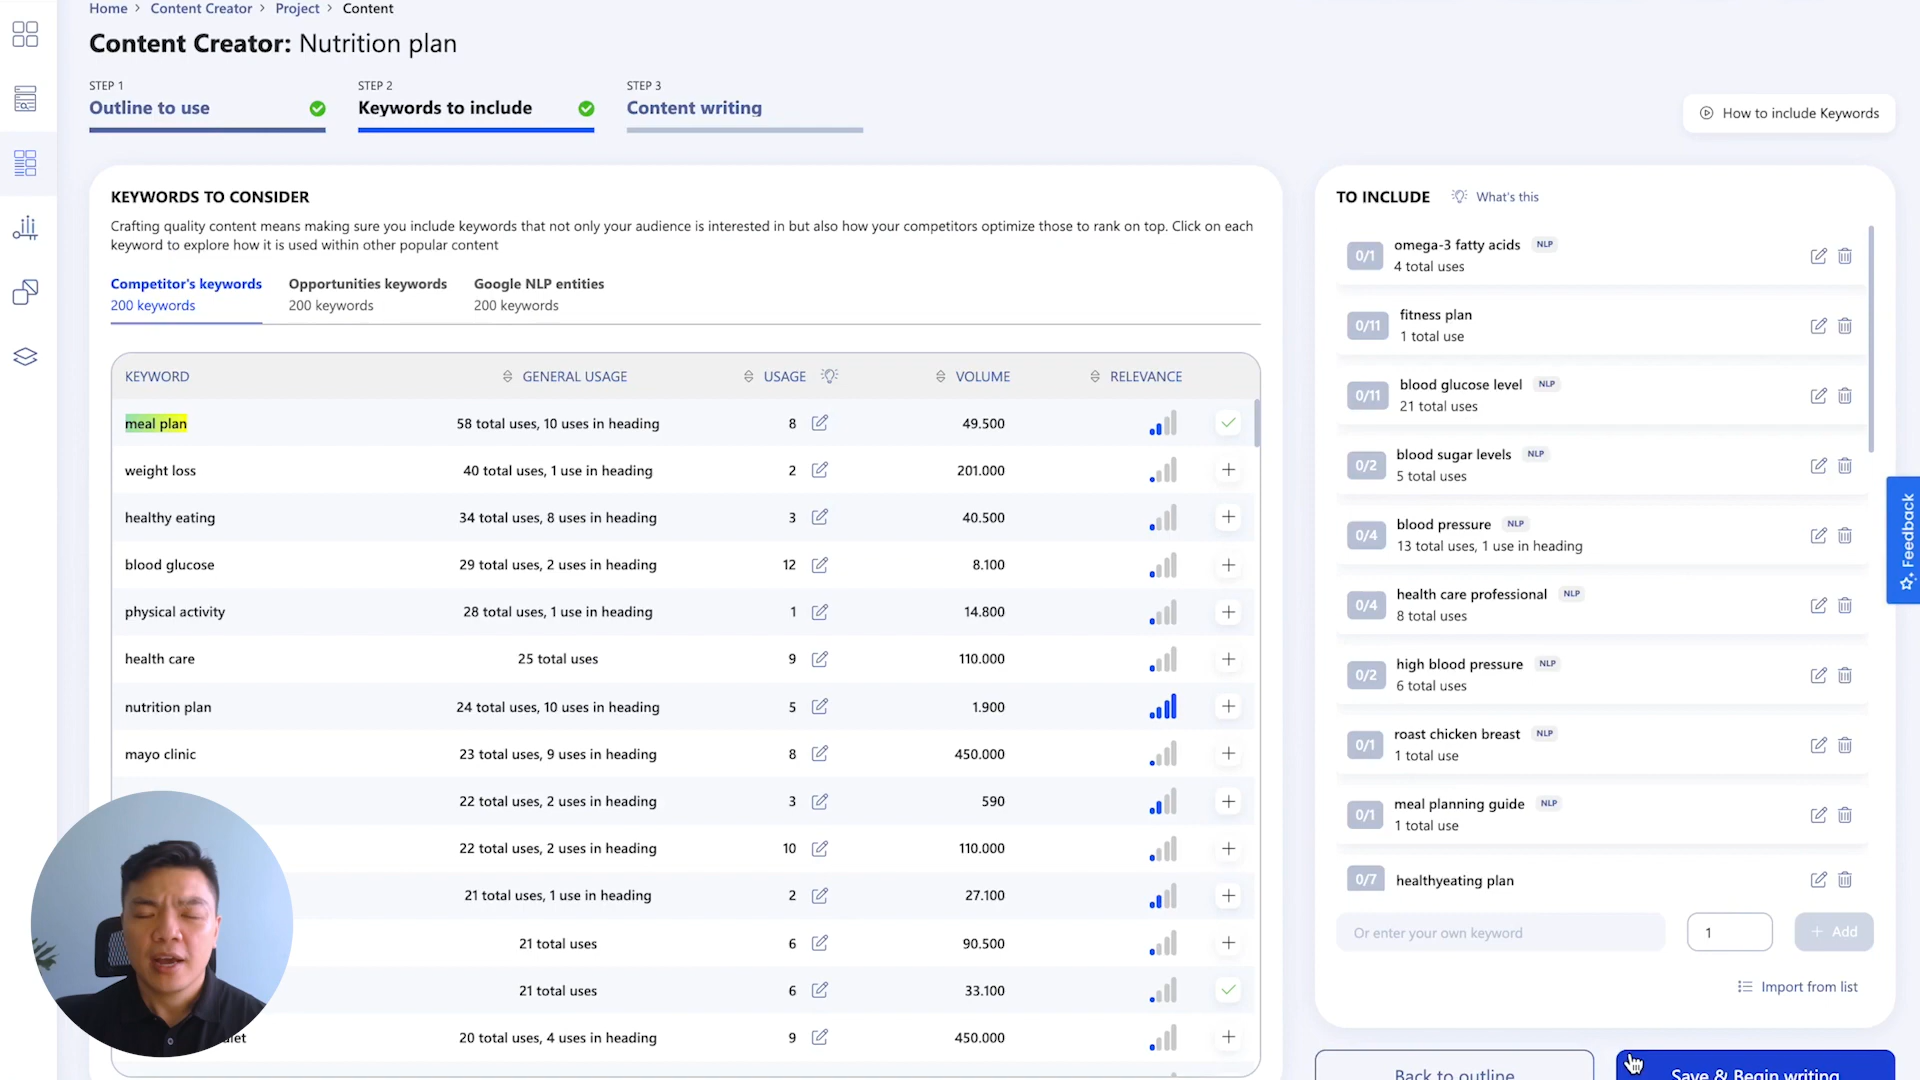 Home > Content Creator > Project > Content
Content Creator: Nutrition plan
STEP 1
Outline to use
STEP 2
Keywords to include
STEP 3
Content writing
How to include Keywords
KEYWORDS TO CONSIDER
Crafting quality content means making sure you include keywords that not only your audience is interested in but also how your competitors optimize those to rank on top. Click on each
keyword to explore how it is used within other popular content
Competitor's keywords
200 keywords
Opportunities keywords
200 keywords
Google NLP entities
200 keywords
KEYWORD GENERAL USAGE USAGE VOLUME RELEVANCE
meal plan 58 total uses, 10 uses in heading 8 49.500
weight loss 40 total uses, 1 use in heading 2 201.000
healthy eating 34 total uses, 8 uses in heading 3 40.500
blood glucose 29 total uses, 2 uses in heading 12 8.100
physical activity 28 total uses, 1 use in heading 1 14.800
health care 25 total uses 9 110.000
nutrition plan 24 total uses, 10 uses in heading 5 1.900
mayo clinic 23 total uses, 9 uses in heading 8 450.000
22 total uses, 2 uses in heading 3 590
22 total uses, 2 uses in heading 10 110.000
21 total uses, 1 use in heading 2 27.100
21 total uses 6 90.500
21 total uses 6 33.100
20 total uses, 4 uses in heading 9 450.000
TO INCLUDE What's this
0/1 omega-3 fatty acids NLP
4 total uses
0/11 fitness plan
1 total use
0/11 blood glucose level NLP
21 total uses
0/2 blood sugar levels NLP
5 total uses
0/4 blood pressure NLP
13 total uses, 1 use in heading
0/4 health care professional NLP
8 total uses
0/2 high blood pressure NLP
6 total uses
0/1 roast chicken breast NLP
1 total use
0/1 meal planning guide NLP
1 total use
0/7 healthyeating plan
Or enter your own keyword 1 + Add
Import from list
Back to outline
Save & Begin writing
Feedback